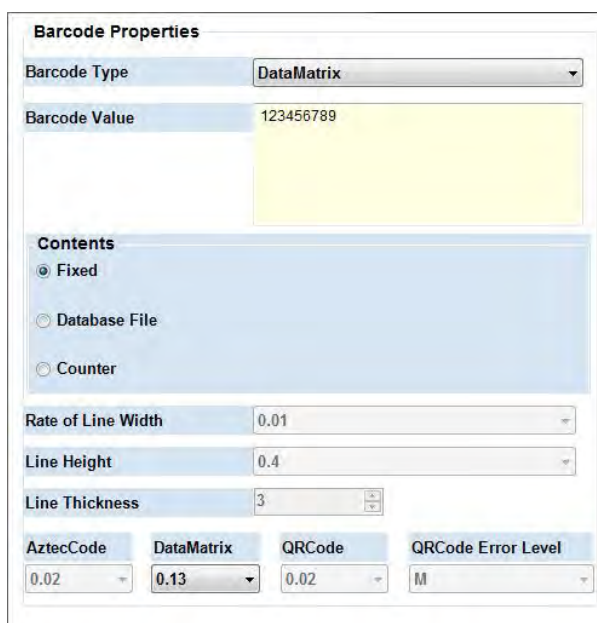 Barcode Properties
Barcode Type DataMatrix
Barcode Value 123456789
Contents
Fixed
Database File
Counter
Rate of Line Width 0.01
Line Height 0.4
Line Thickness 3
AztecCode DataMatrix QRCode QRCode Error Level
0.02 0.13 0.02 M